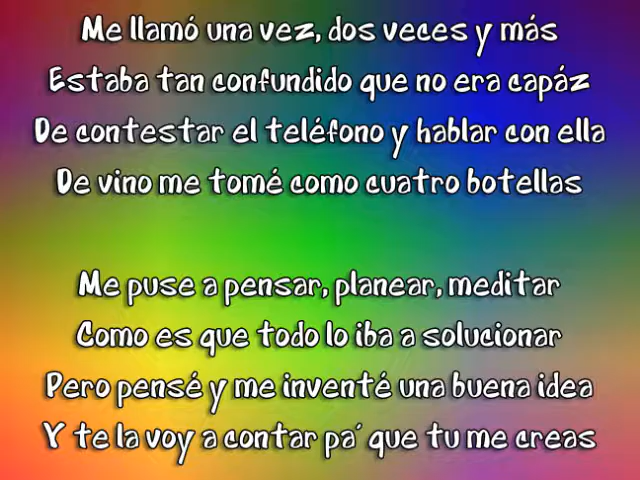 Me llamó una vez, dos veces y más
Estaba tan confundido que no era capáz
De contestar el teléfono y hablar con ella
De vino me tomé como cuatro botellas
Me puse a pensar, planear, meditar
Como es que todo lo iba a solucionar
Pero pensé y me inventé una buena idea
Y te la voy a contar pa' que tu me creas